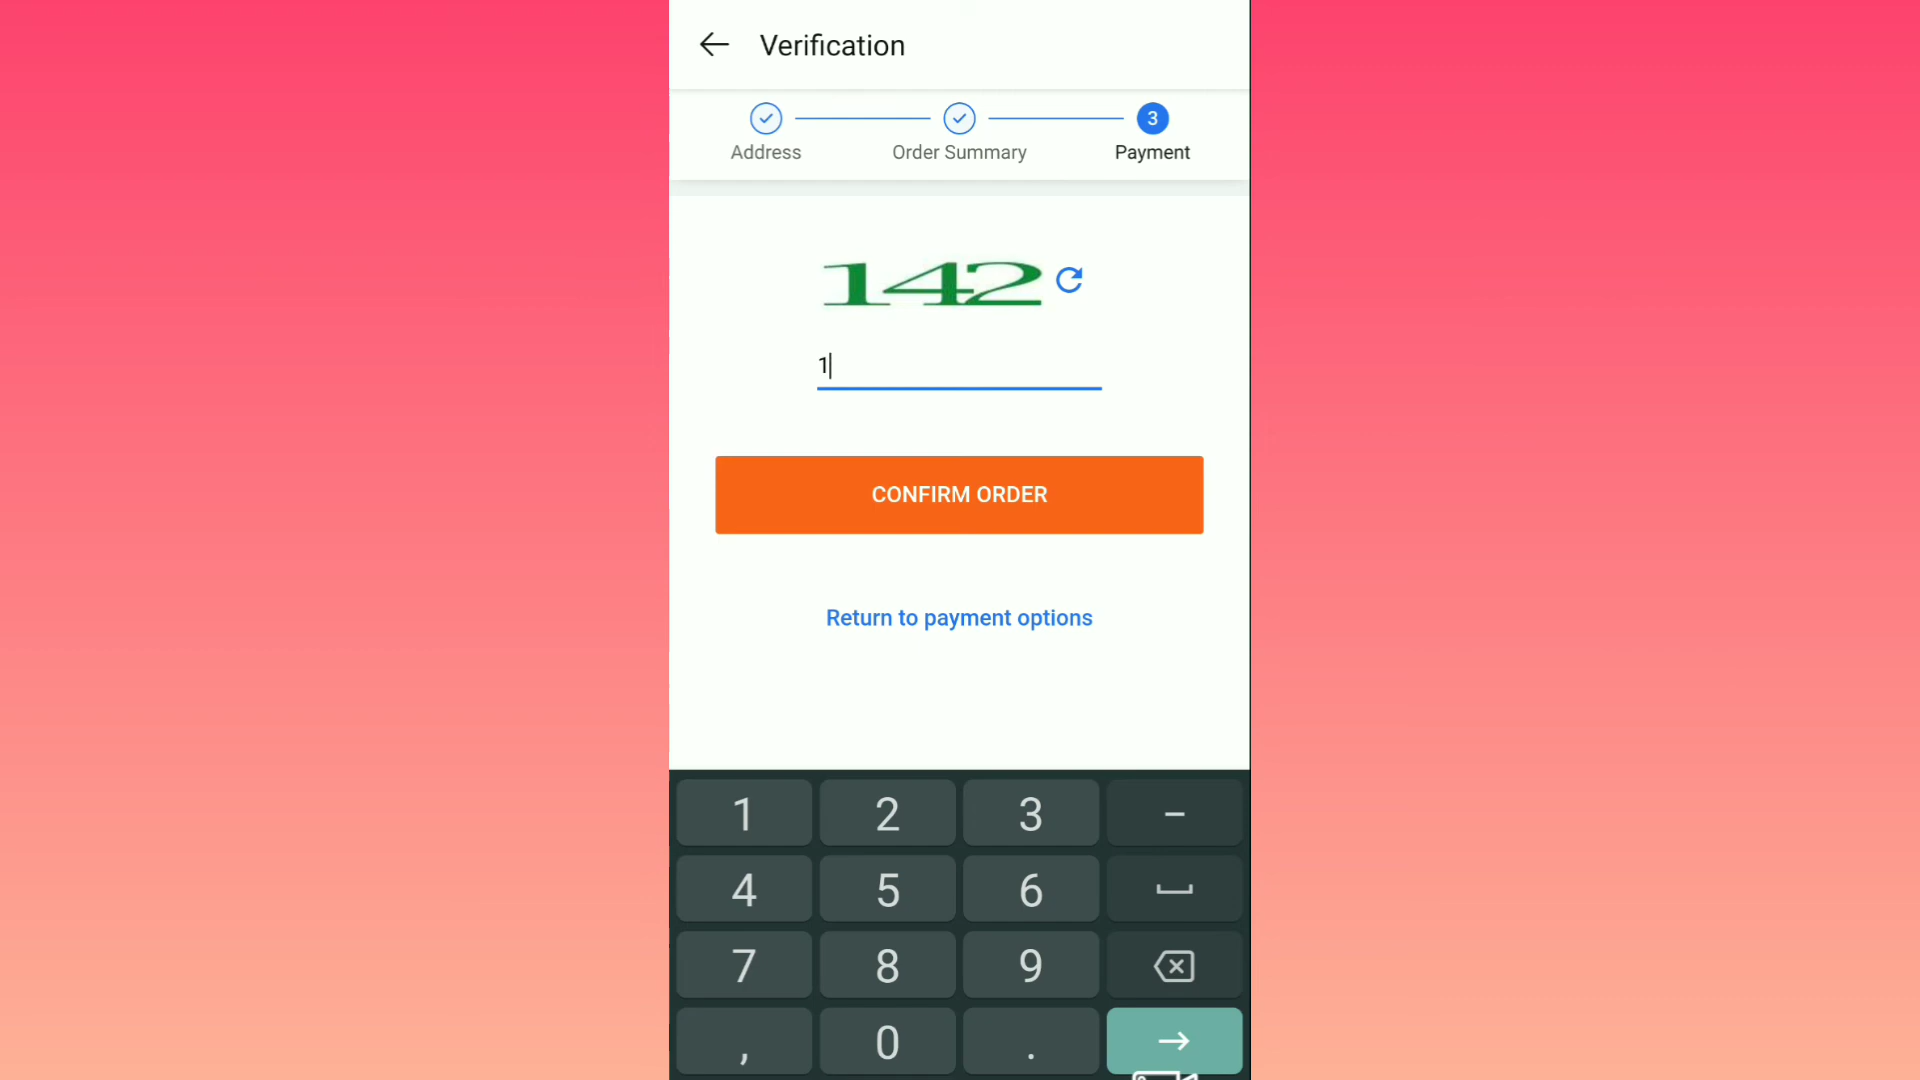 Verification
3
Address Order Summary Payment
142
1
CONFIRM ORDER
Return to payment options
1 2 3 -
4 5 6
7 8 9
, 0 .